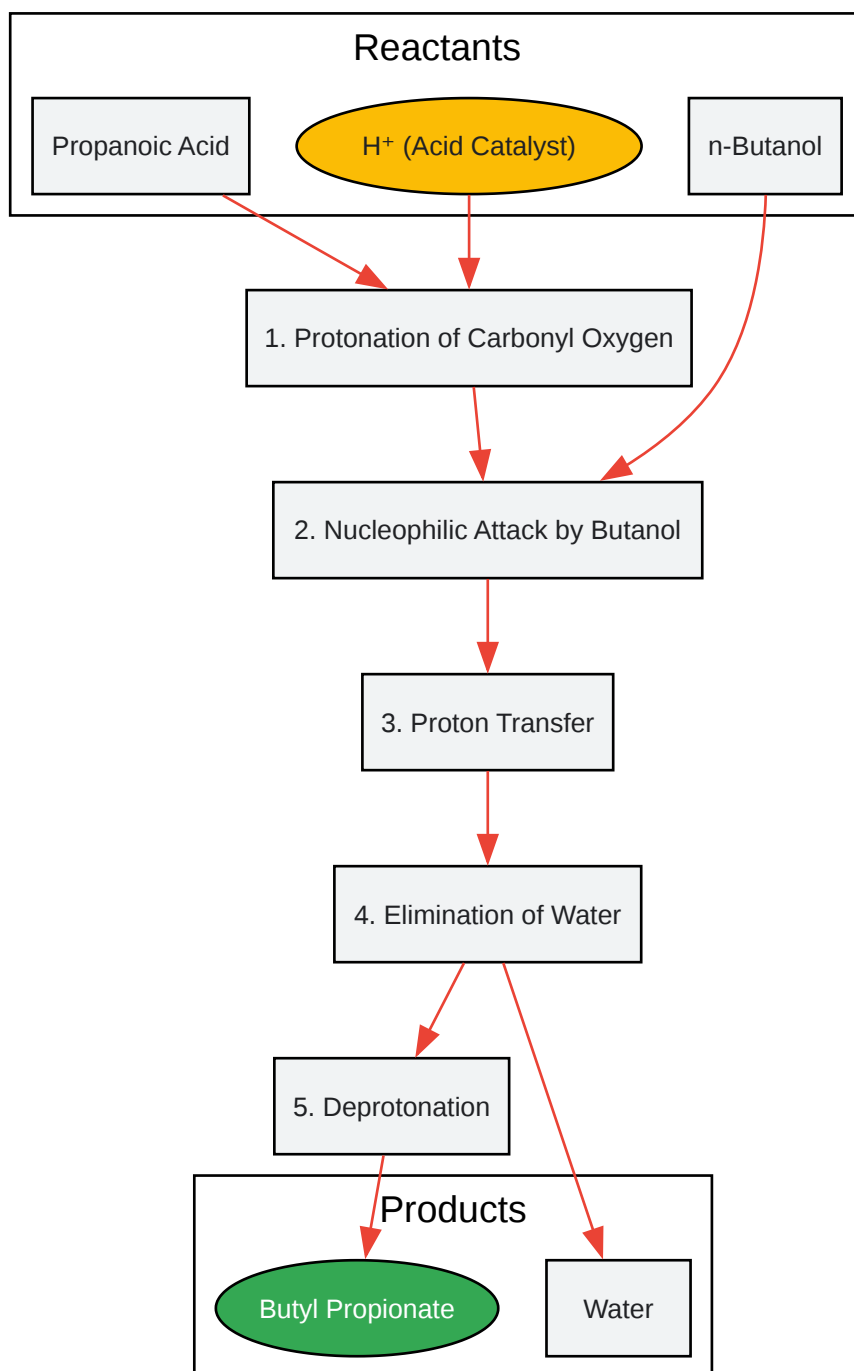 Reactants
Propanoic Acid
H⁺ (Acid Catalyst)
n-Butanol
1. Protonation of Carbonyl Oxygen
2. Nucleophilic Attack by Butanol
3. Proton Transfer
4. Elimination of Water
5. Deprotonation
Products
Butyl Propionate
Water